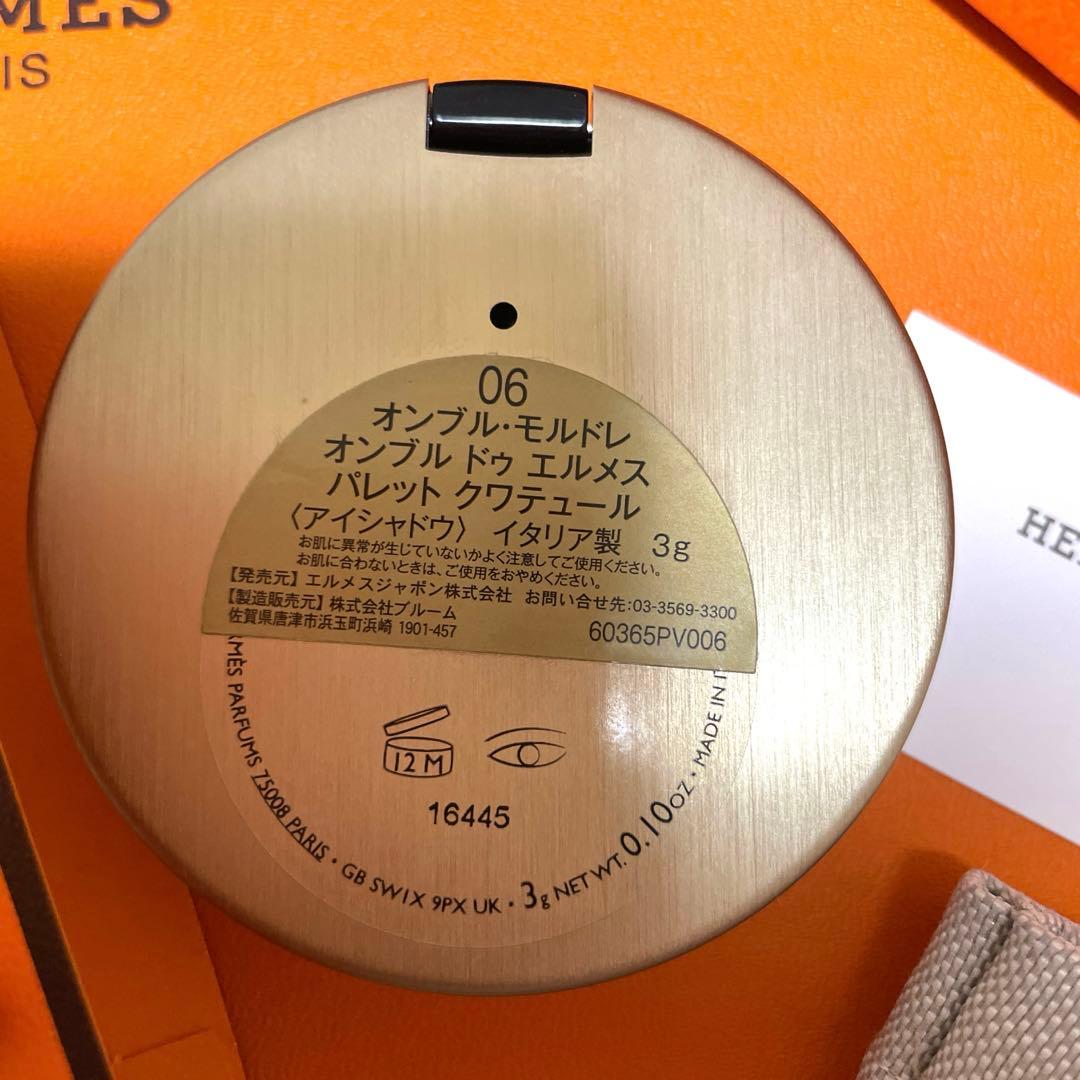 06
オンブル・モルドレ
オンブル ドゥ エルメス
パレット クワテュール
〈アイシャドウ〉 イタリア製 3g
お肌に異常が生じていないかよく注意してご使用ください。
お肌に合わないときは、ご使用をおやめください。
【発売元】エルメスジャポン株式会社 お問い合せ先:03-3569-3300
【製造販売元】株式会社ブルーム
佐賀県唐津市浜玉町浜崎 1901-457
60365PV006
12M
16445
PARFUMS 75008 PARIS · GB SW1X 9PX UK · 3g NET WT. 0.10 OZ · MADE IN